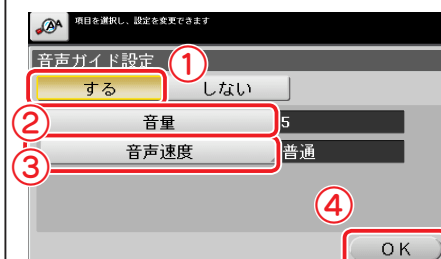 項目を選択し、設定を変更できます
音声ガイド設定
①
する しない
② 音量 5
③ 音声速度 普通
④
OK